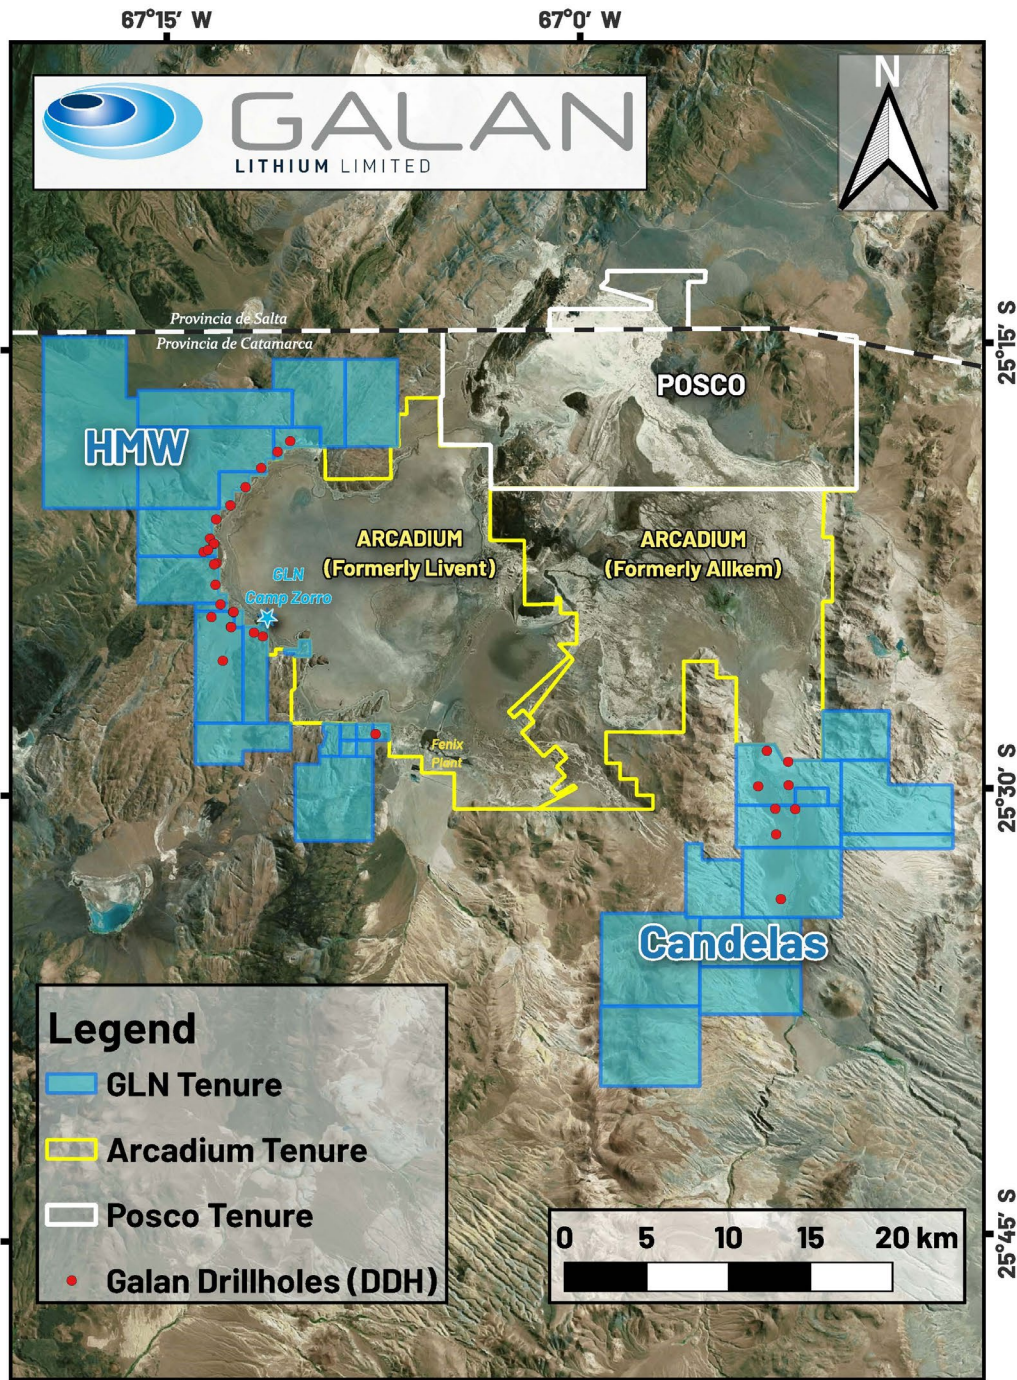 67°15' W
67°0' W
GALAN
LITHIUM LIMITED
N
Provincia de Salta
Provincia de Catamarca
25°15' S
POSCO
HMW
ARCADIUM
(Formerly Livent)
ARCADIUM
(Formerly Allkem)
GLN
Camp Zorro
Fenix
Plant
25°30' S
Candelas
Legend
GLN Tenure
Arcadium Tenure
Posco Tenure
Galan Drillholes (DDH)
0 5 10 15 20 km
25°45' S